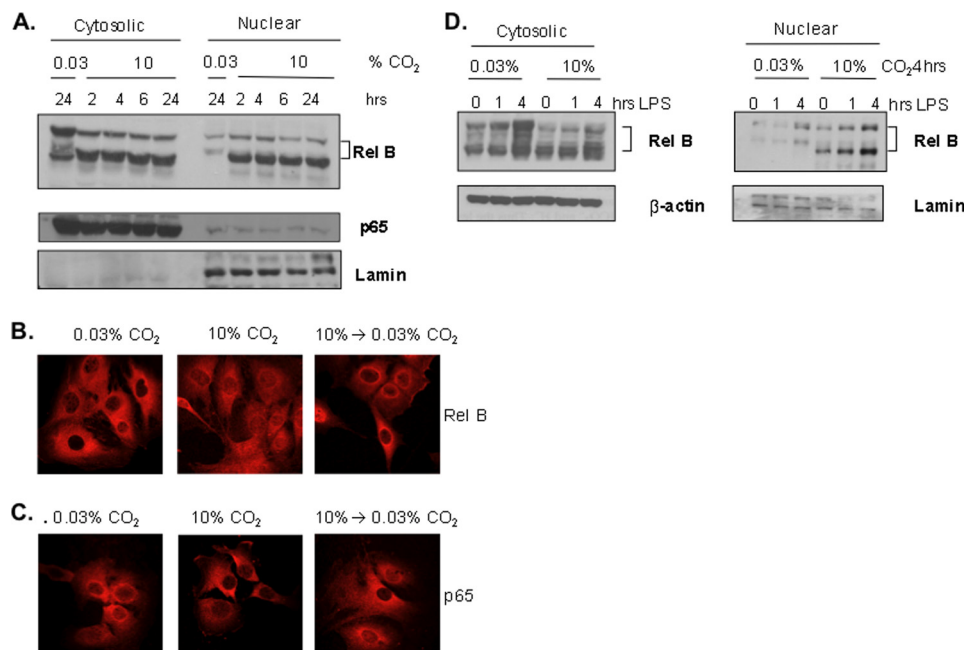 A.
Cytosolic Nuclear
0.03 10 0.03 10 % CO₂
24 2 4 6 24 24 2 4 6 24 hrs
Rel B
p65
Lamin
D.
Cytosolic Nuclear
0.03% 10% 0.03% 10% CO₂4hrs
0 1 4 0 1 4 hrs LPS 0 1 4 0 1 4 hrs LPS
Rel B Rel B
β-actin Lamin
B.
0.03% CO₂ 10% CO₂ 10% → 0.03% CO₂
Rel B
C.
. 0.03% CO₂ 10% CO₂ 10% → 0.03% CO₂
p65